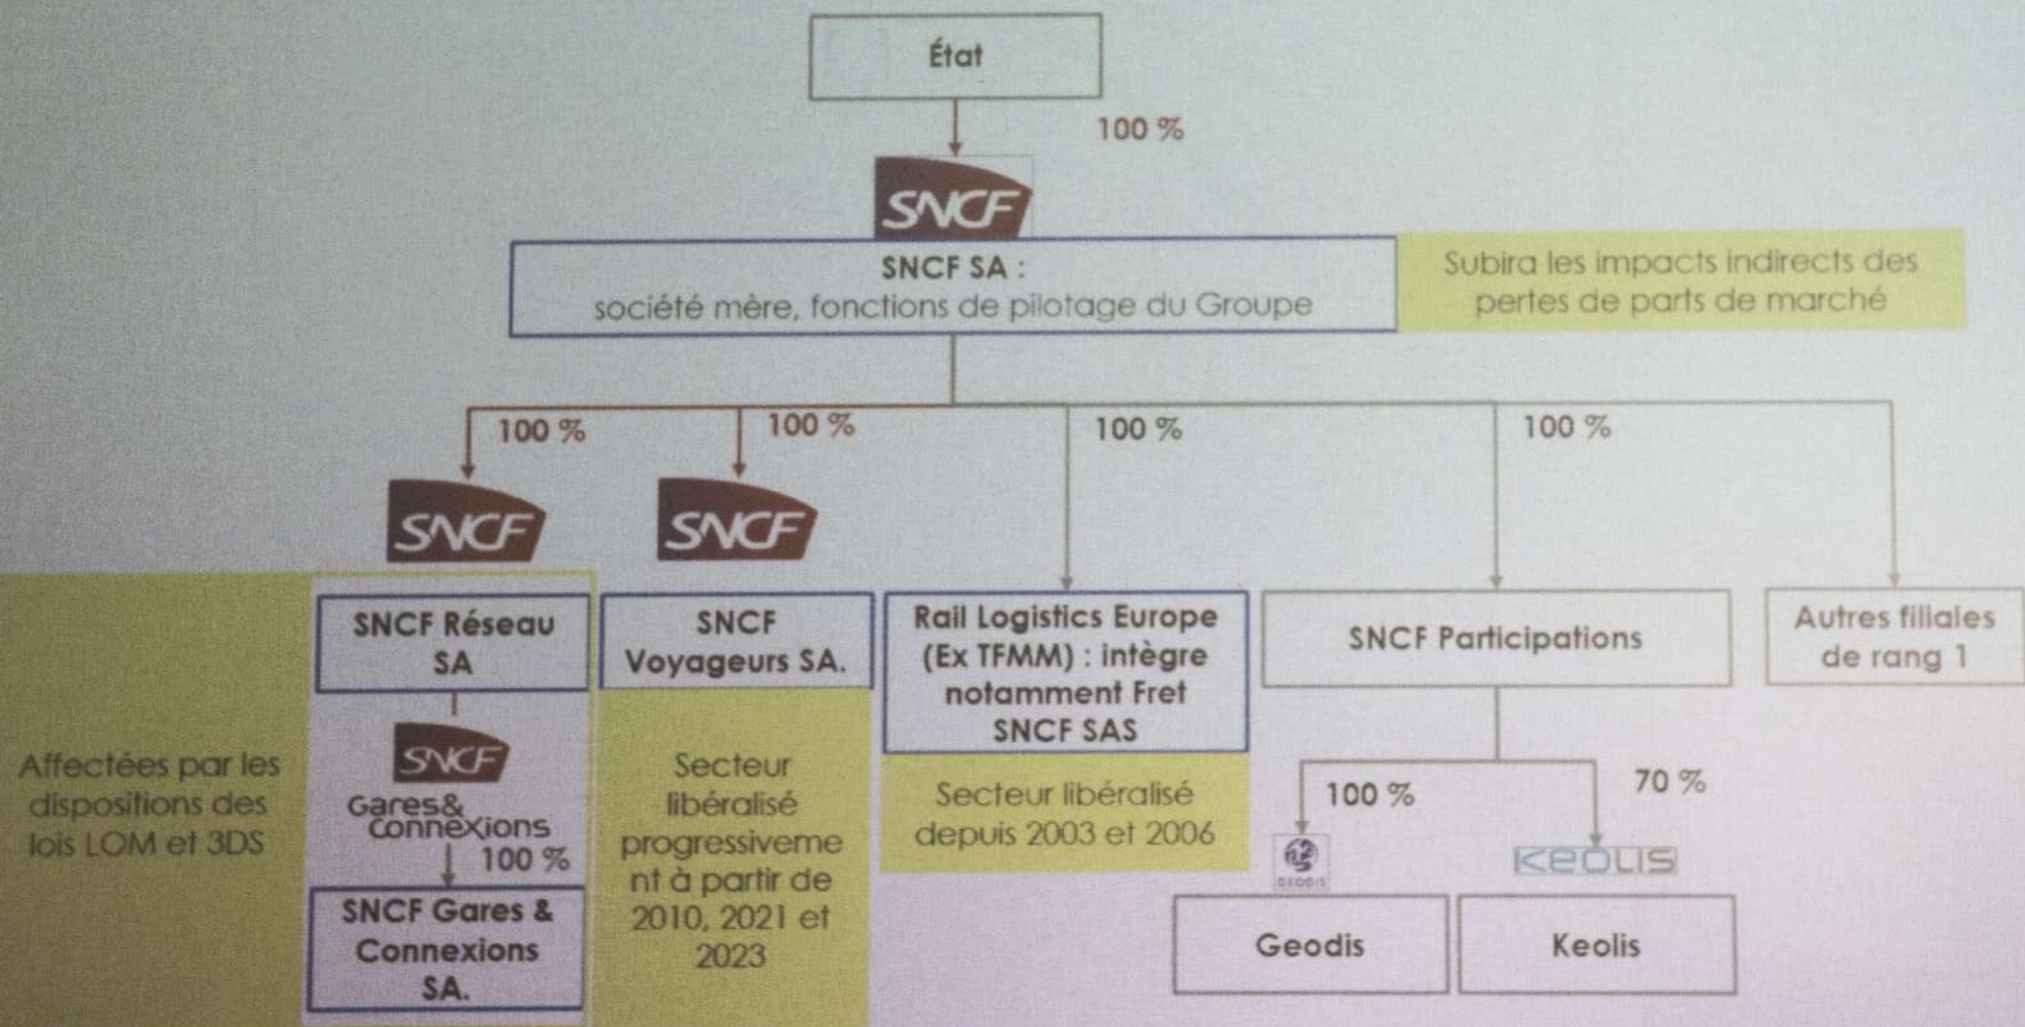 État
100 %
SNCF
SNCF SA :
société mère, fonctions de pilotage du Groupe
Subira les impacts indirects des
pertes de parts de marché
100 %
100 %
100 %
100 %
SNCF
SNCF
SNCF Réseau
SA
SNCF
Voyageurs SA.
Rail Logistics Europe
(Ex TFMM) : intègre
notamment Fret
SNCF SAS
SNCF Participations
Autres filiales
de rang 1
Affectées par les
dispositions des
lois LOM et 3DS
SNCF
Gares&
Connexions
100 %
SNCF Gares &
Connexions
SA.
Secteur
libéralisé
progressiveme
nt à partir de
2010, 2021 et
2023
Secteur libéralisé
depuis 2003 et 2006
100 %
70 %
GEODIS
KEOLIS
Geodis
Keolis